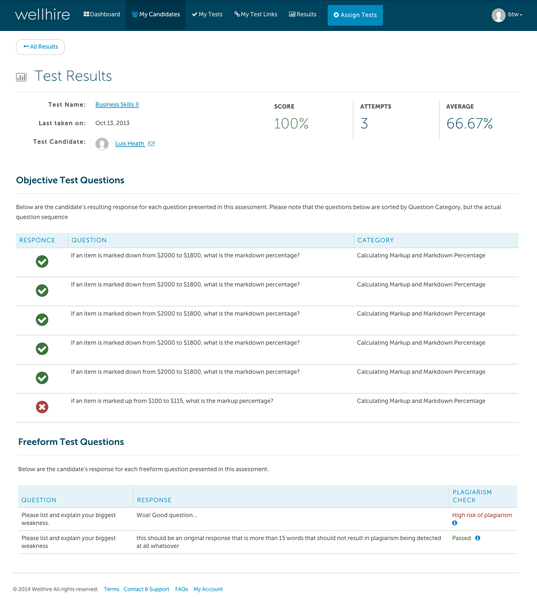 wellhire
Dashboard My Candidates My Tests My Test Links Results Assign Tests btw
All Results
Test Results
Test Name: Business Skills II
Last taken on: Oct 13, 2013
Test Candidate: Luis Heath
SCORE ATTEMPTS AVERAGE
100% 3 66.67%
Objective Test Questions
Below are the candidate's resulting response for each question presented in this assessment. Please note that the questions below are sorted by Question Category, but the actual
question sequence
RESPONCE QUESTION CATEGORY
If an item is marked down from $2000 to $1800, what is the markdown percentage? Calculating Markup and Markdown Percentage
If an item is marked down from $2000 to $1800, what is the markdown percentage? Calculating Markup and Markdown Percentage
If an item is marked down from $2000 to $1800, what is the markdown percentage? Calculating Markup and Markdown Percentage
If an item is marked down from $2000 to $1800, what is the markdown percentage? Calculating Markup and Markdown Percentage
If an item is marked down from $2000 to $1800, what is the markdown percentage? Calculating Markup and Markdown Percentage
if an item is marked up from $100 to $115, what is the markup percentage? Calculating Markup and Markdown Percentage
Freeform Test Questions
Below are the candidate's response for each freeform question presented in this assessment.
QUESTION RESPONSE PLAGIARISM
CHECK
Please list and explain your biggest Woa! Good question... High risk of plagiarism
weakness.
Please list and explain your biggest this should be an original response that is more than 15 words that should not result in plagiarism being detected Passed
weakness at all whatsover
© 2014 Wellhire All rights reserved. Terms Contact & Support FAQs My Account